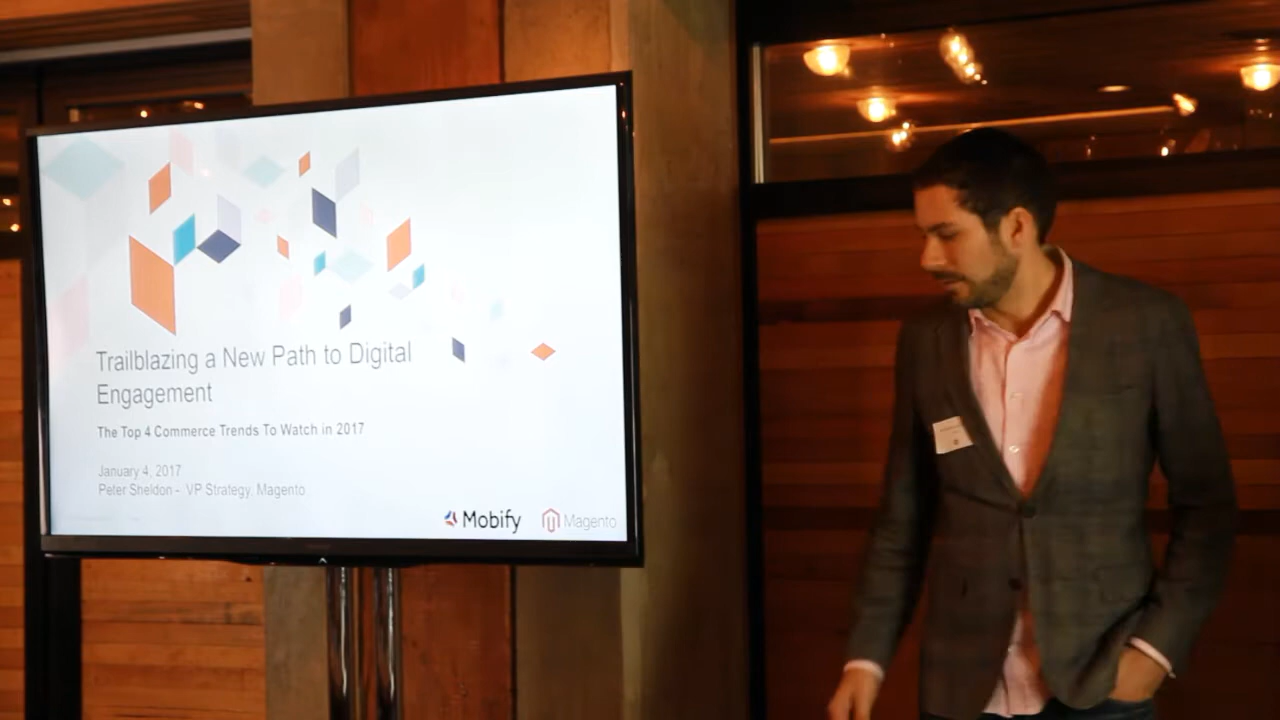 Trailblazing a New Path to Digital
Engagement
The Top 4 Commerce Trends To Watch in 2017
January 4, 2017
Peter Sheldon - VP Strategy, Magento
Mobify Magento